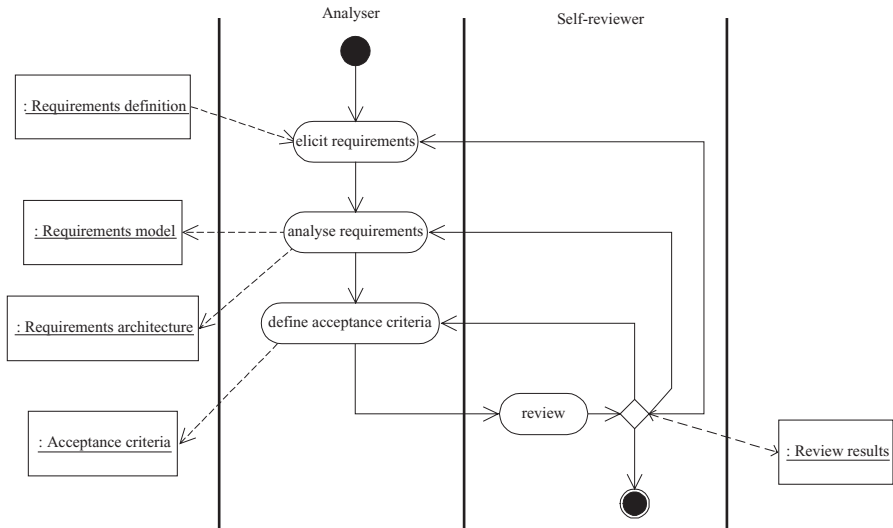 Analyser
Self-reviewer
: Requirements definition
elicit requirements
: Requirements model
analyse requirements
: Requirements architecture
define acceptance criteria
: Acceptance criteria
review
: Review results